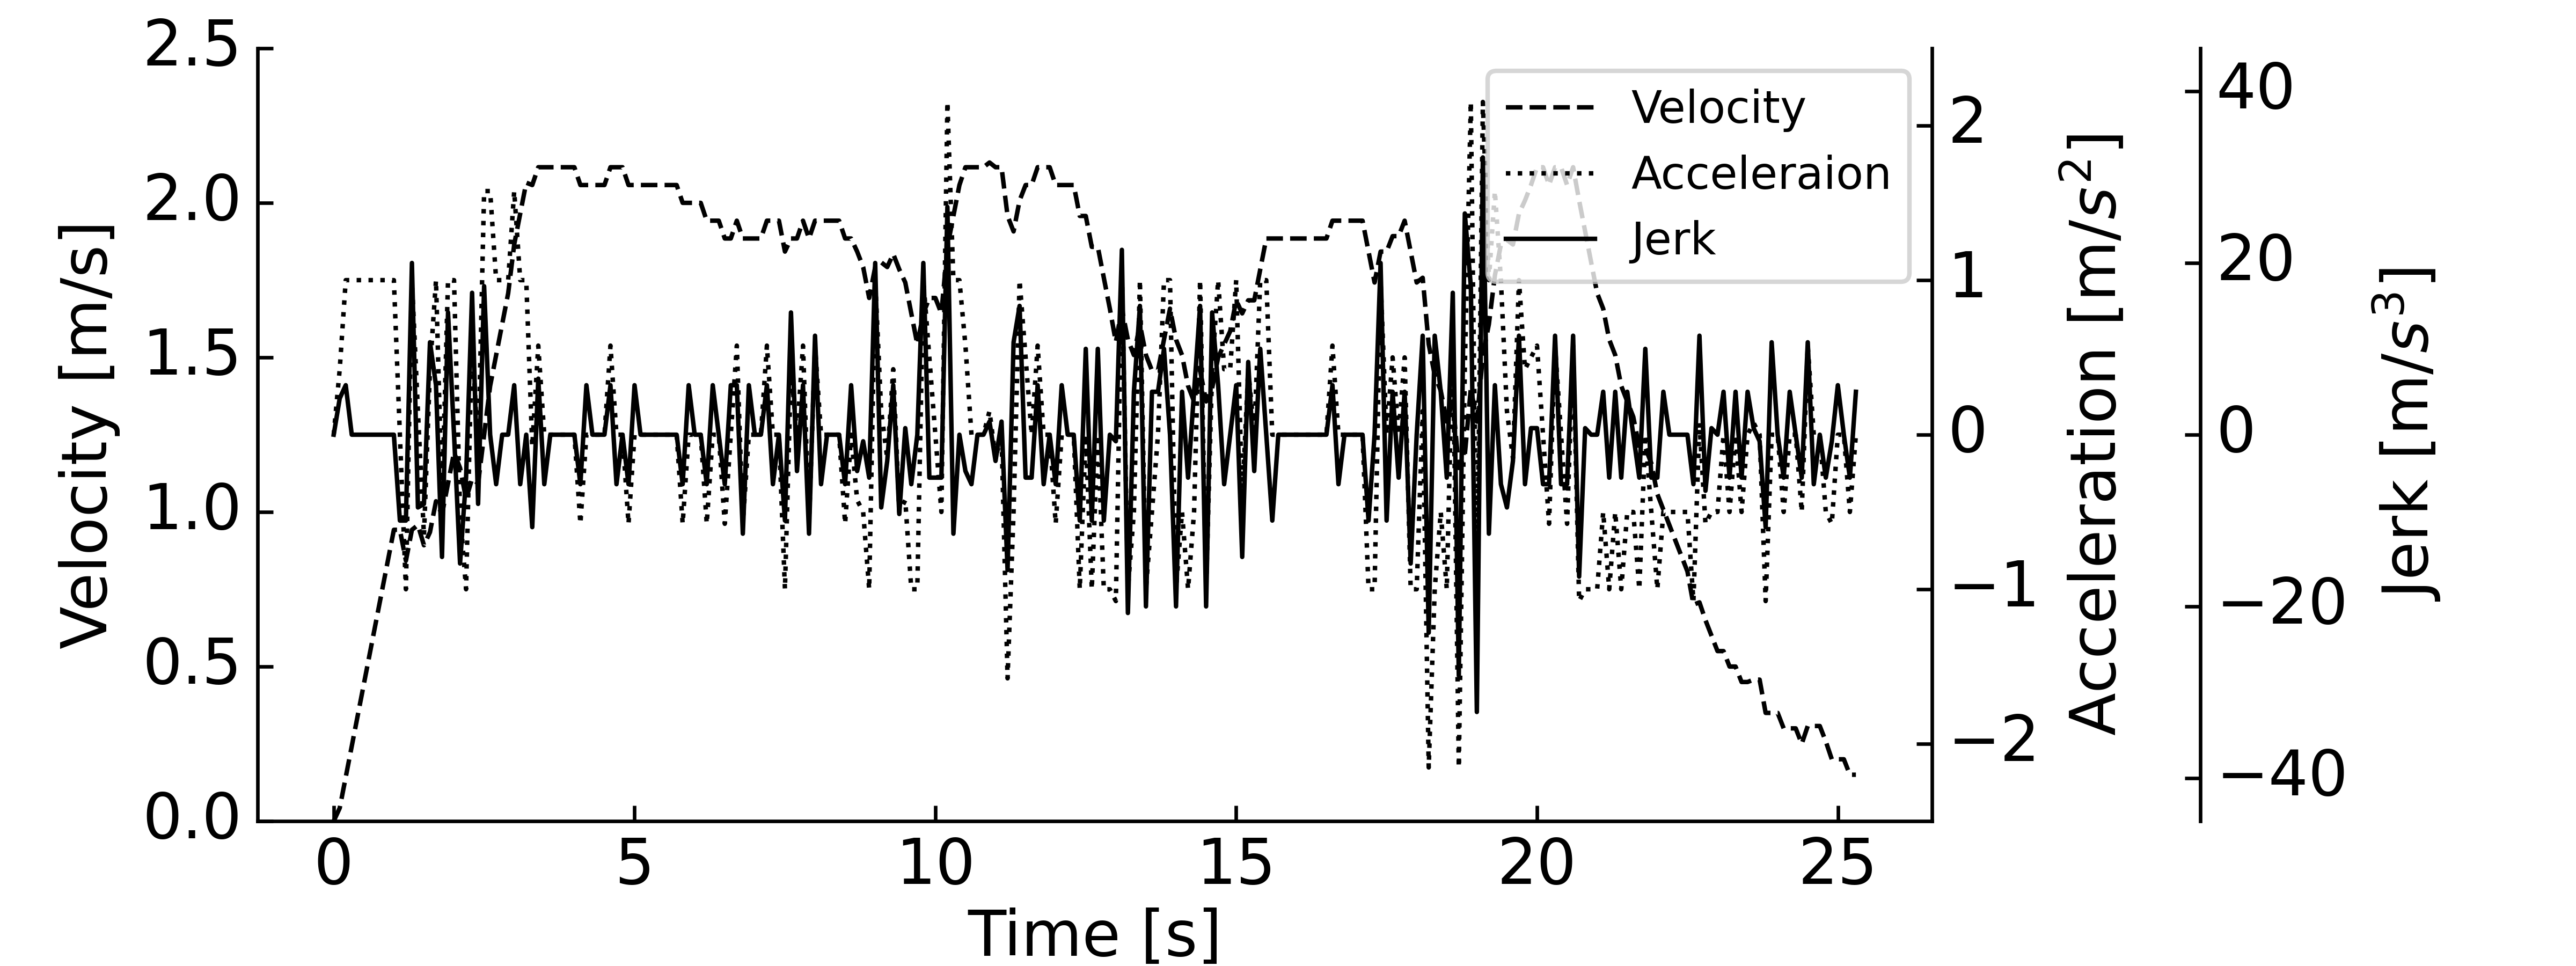 2.5
2.0
1.5
1.0
0.5
0.0
Velocity [m/s]
0 5 10 15 20 25
Time [s]
Velocity
Acceleraion
Jerk
2
1
0
−1
−2
Acceleration [m/s²]
40
20
0
−20
−40
Jerk [m/s³]